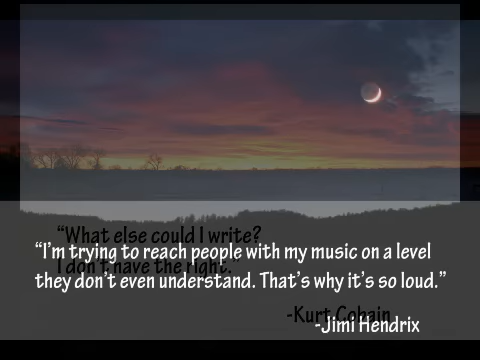 “What else could I write?
“I’m trying to reach people with my music on a level
I don’t have the right.”
they don’t even understand. That’s why it’s so loud.”
-Kurt Cobain
-Jimi Hendrix